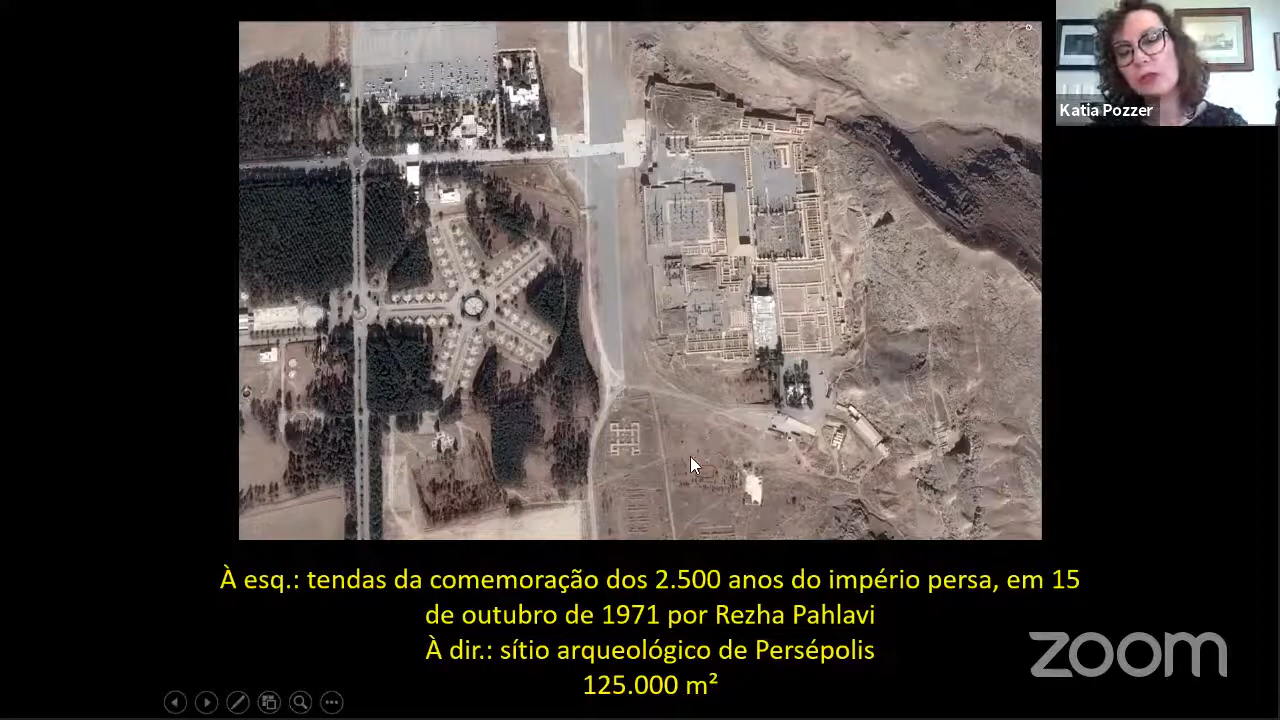 Katia Pozzer
À esq.: tendas da comemoração dos 2.500 anos do império persa, em 15
de outubro de 1971 por Rezha Pahlavi
À dir.: sítio arqueológico de Persépolis
125.000 m²
zoom